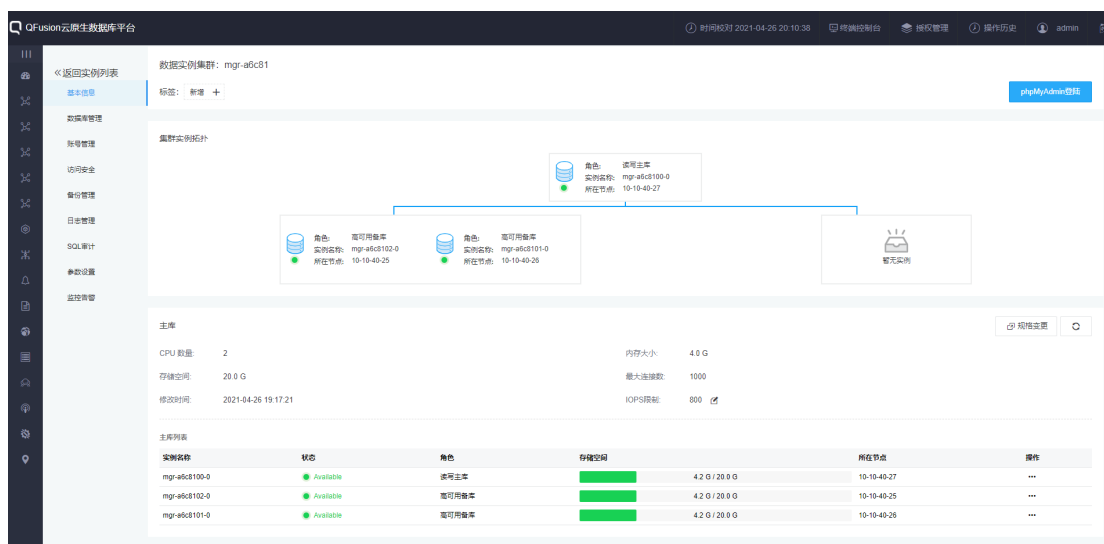 QFusion云原生数据库平台
时间校对 2021-04-26 20:10:38 终端控制台 授权管理 操作历史 admin
返回实例列表
基本信息
数据库管理
账号管理
访问安全
备份管理
日志管理
SQL审计
参数设置
监控告警
数据实例集群: mgr-a6c81
标签: 新增 +
phpMyAdmin登陆
集群实例拓扑
角色: 读写主库
实例名称: mgr-a6c8100-0
所在节点: 10-10-40-27
角色: 高可用备库
实例名称: mgr-a6c8102-0
所在节点: 10-10-40-25
角色: 高可用备库
实例名称: mgr-a6c8101-0
所在节点: 10-10-40-26
暂无实例
主库
规格变更
CPU 数量: 2
内存大小: 4.0 G
存储空间: 20.0 G
最大连接数: 1000
修改时间: 2021-04-26 19:17:21
IOPS限制: 800
主库列表
实例名称 状态 角色 存储空间 所在节点 操作
mgr-a6c8100-0 Available 读写主库 4.2 G / 20.0 G 10-10-40-27 ···
mgr-a6c8102-0 Available 高可用备库 4.2 G / 20.0 G 10-10-40-25 ···
mgr-a6c8101-0 Available 高可用备库 4.2 G / 20.0 G 10-10-40-26 ···